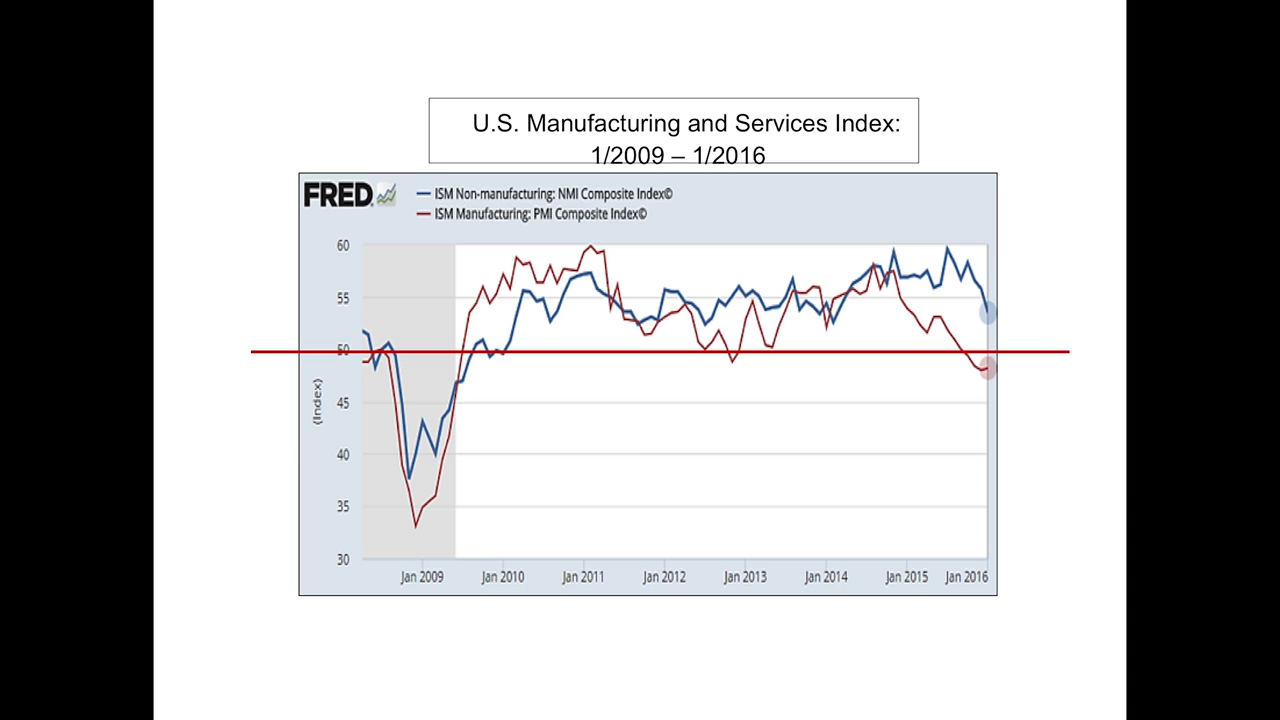 U.S. Manufacturing and Services Index:
1/2009 – 1/2016
FRED
ISM Non-manufacturing: NMI Composite Index©
ISM Manufacturing: PMI Composite Index©
60
55
50
45
40
35
30
(Index)
Jan 2009 Jan 2010 Jan 2011 Jan 2012 Jan 2013 Jan 2014 Jan 2015 Jan 2016